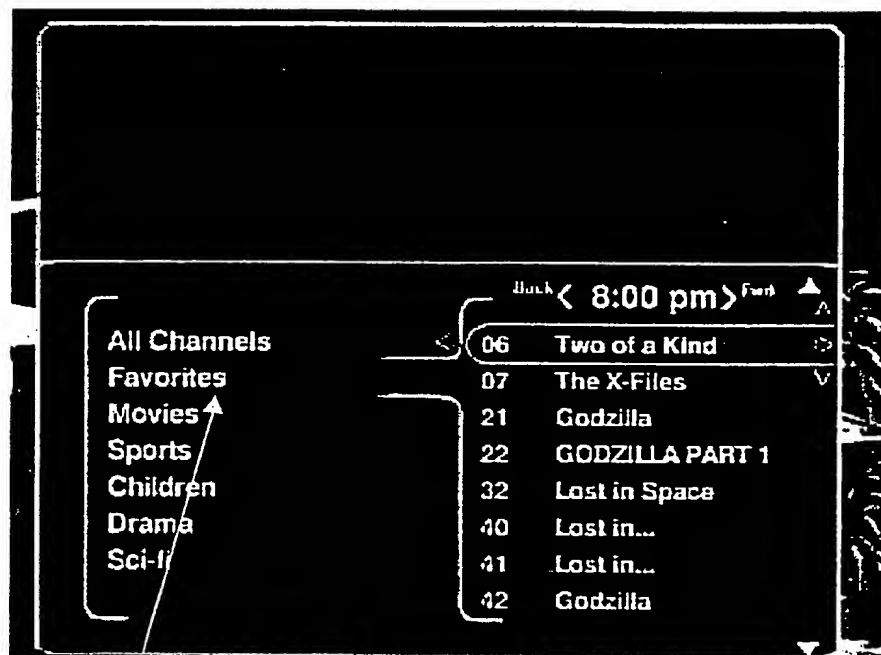 Back < 8:00 pm > Fwd
All Channels
Favorites
Movies
Sports
Children
Drama
Sci-fi
06 Two of a Kind
07 The X-Files
21 Godzilla
22 GODZILLA PART 1
32 Lost in Space
40 Lost in...
41 Lost in...
42 Godzilla